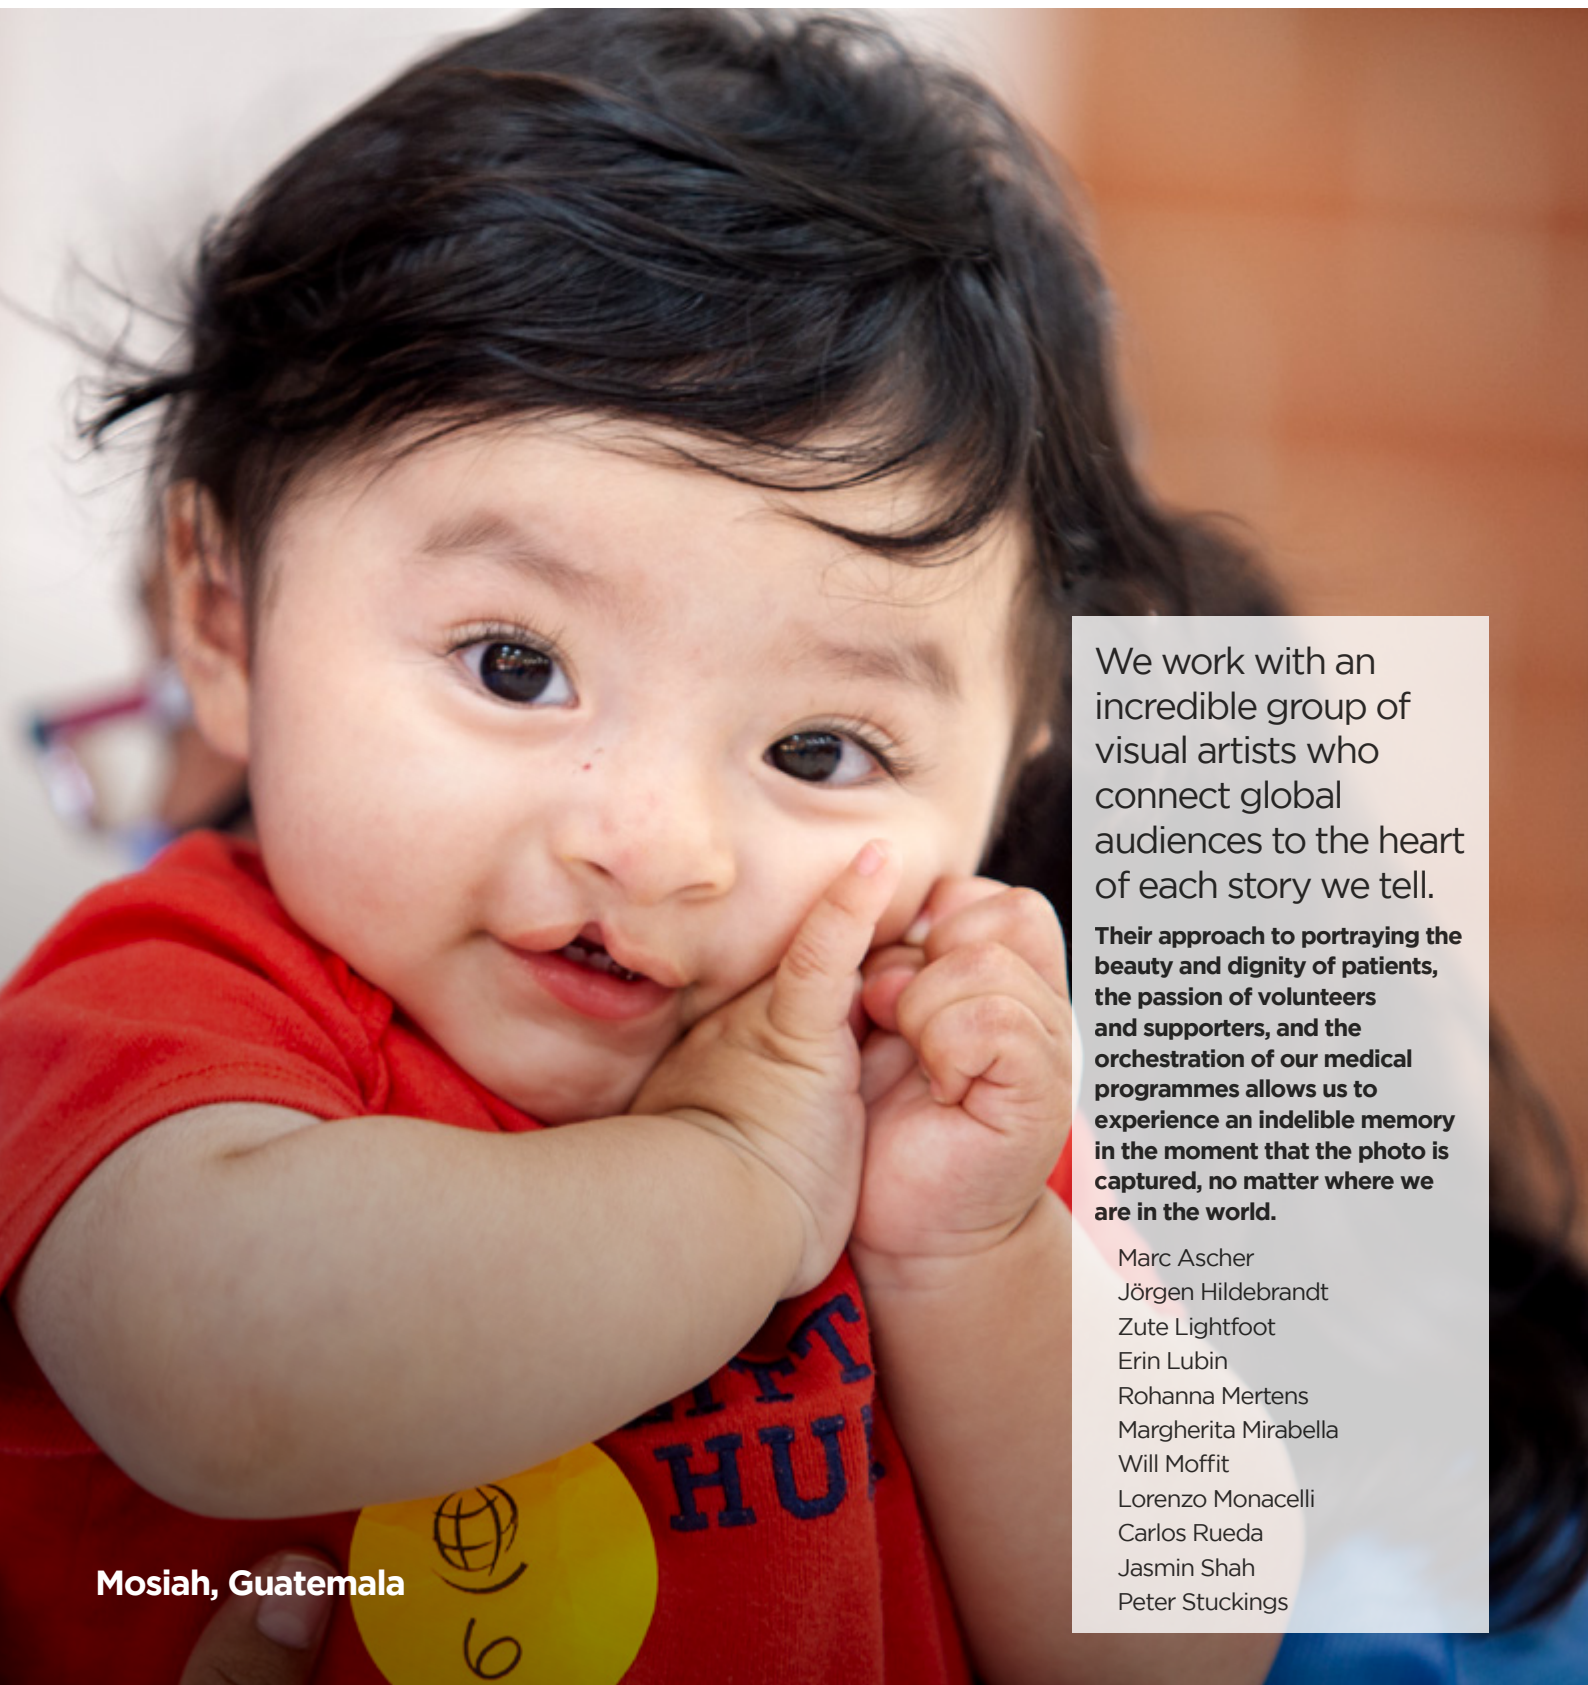 We work with an
incredible group of
visual artists who
connect global
audiences to the heart
of each story we tell.
Their approach to portraying the
beauty and dignity of patients,
the passion of volunteers
and supporters, and the
orchestration of our medical
programmes allows us to
experience an indelible memory
in the moment that the photo is
captured, no matter where we
are in the world.
Marc Ascher
Jörgen Hildebrandt
Zute Lightfoot
Erin Lubin
Rohanna Mertens
Margherita Mirabella
Will Moffit
Lorenzo Monacelli
Carlos Rueda
Jasmin Shah
Peter Stuckings
Mosiah, Guatemala
6